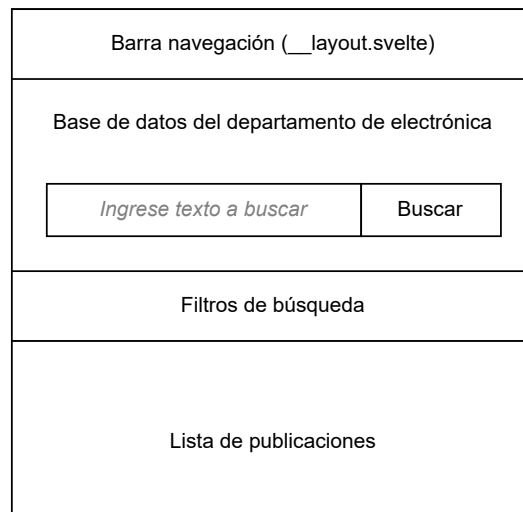 Barra navegación (__layout.svelte)
Base de datos del departamento de electrónica
Ingrese texto a buscar
Buscar
Filtros de búsqueda
Lista de publicaciones